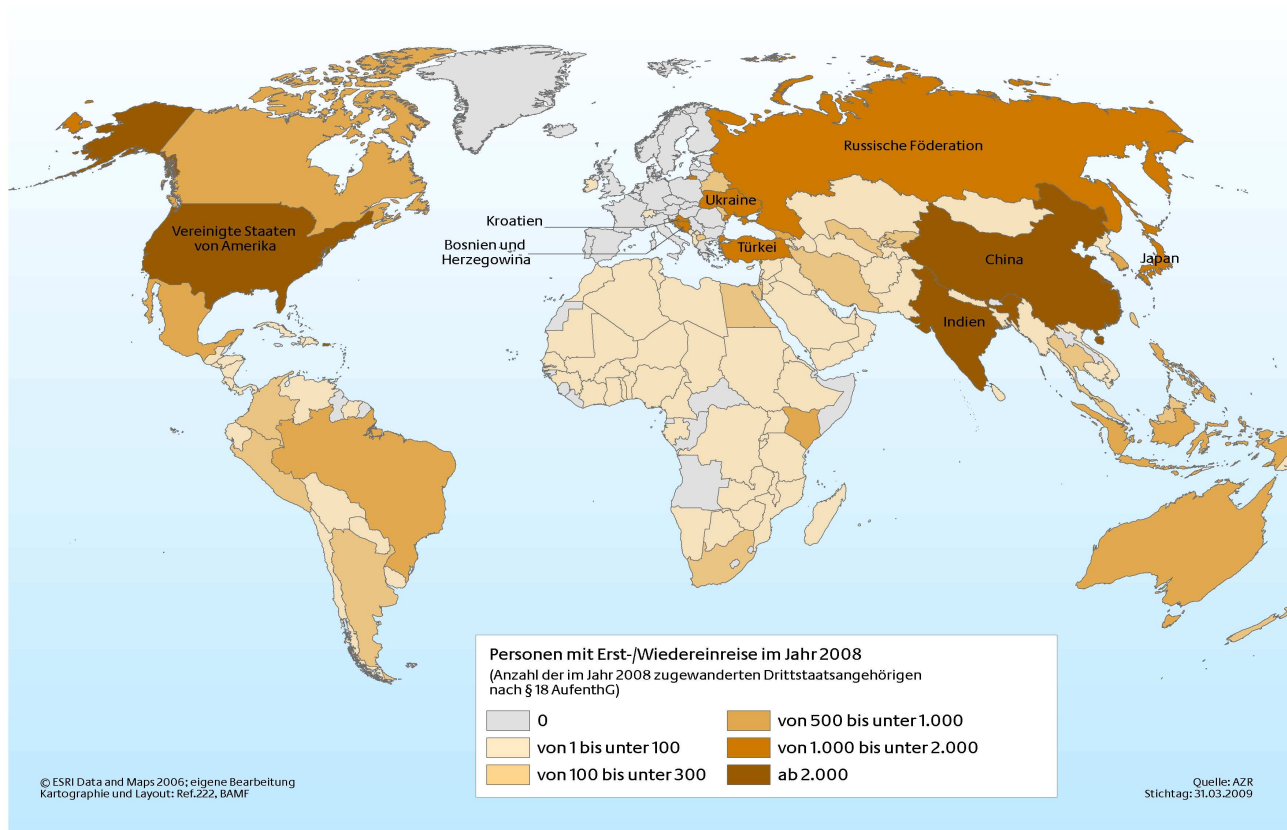 Russische Föderation
Ukraine
Kroatien
Vereinigte Staaten
von Amerika
Bosnien und
Herzegowina
Türkei
China
Japan
Indien
Personen mit Erst-/Wiedereinreise im Jahr 2008
(Anzahl der im Jahr 2008 zugewanderten Drittstaatsangehörigen
nach § 18 AufenthG)
0
von 1 bis unter 100
von 100 bis unter 300
von 500 bis unter 1.000
von 1.000 bis unter 2.000
ab 2.000
© ESRI Data and Maps 2006; eigene Bearbeitung
Kartographie und Layout: Ref.222, BAMF
Quelle: AZR
Stichtag: 31.03.2009